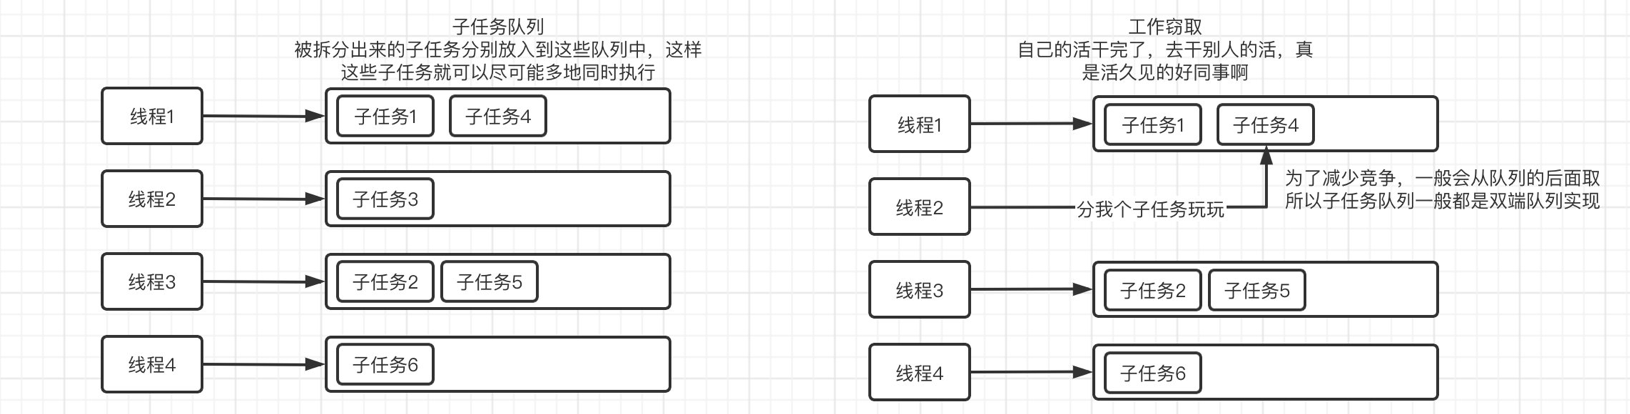 子任务队列
被拆分出来的子任务分别放入到这些队列中，这样
这些子任务就可以尽可能多地同时执行
线程1
子任务1
子任务4
线程2
子任务3
线程3
子任务2
子任务5
线程4
子任务6
工作窃取
自己的活干完了，去干别人的活，真
是活久见的好同事啊
线程1
子任务1
子任务4
为了减少竞争，一般会从队列的后面取
所以子任务队列一般都是双端队列实现
线程2
分我个子任务玩玩
线程3
子任务2
子任务5
线程4
子任务6